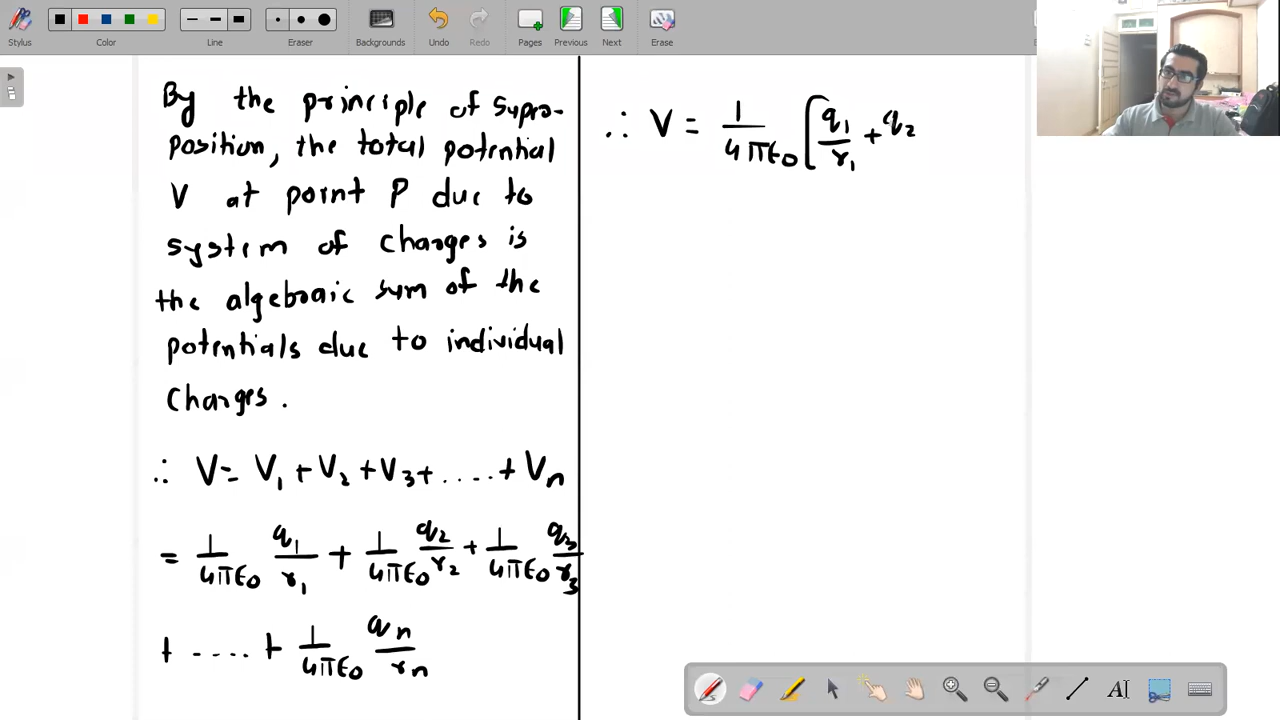 Stylus
Color
Line
Eraser
Backgrounds
Undo
Redo
Pages
Previous
Next
Erase
By the principle of supro-
position, the total potential
V at point P due to
system of charges is
the algebraic sum of the
potentials due to individual
charges.
∴ V = V₁ + V₂ + V₃ + ..... + Vₙ
= 1/4πε₀ q₁/r₁ + 1/4πε₀ q₂/r₂ + 1/4πε₀ q₃/r₃
+ ..... + 1/4πε₀ qₙ/rₙ
∴ V = 1/4πε₀ [q₁/r₁ + q₂
AI